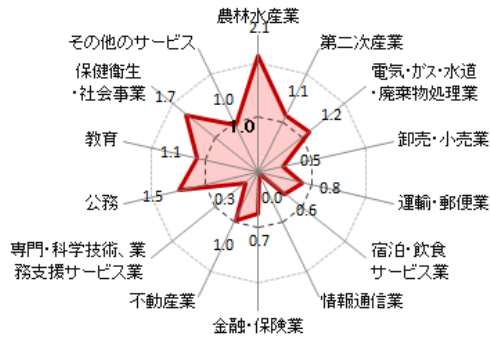 農林水産業
2.1
第二次産業
1.1
電気・ガス・水道
・廃棄物処理業
1.2
卸売・小売業
0.5
運輸・郵便業
0.8
宿泊・飲食
サービス業
0.6
情報通信業
0.0
金融・保険業
0.7
不動産業
1.0
専門・科学技術、業
務支援サービス業
0.3
公務
1.5
教育
1.1
保健衛生
・社会事業
1.7
その他のサービス
1.0
1.0